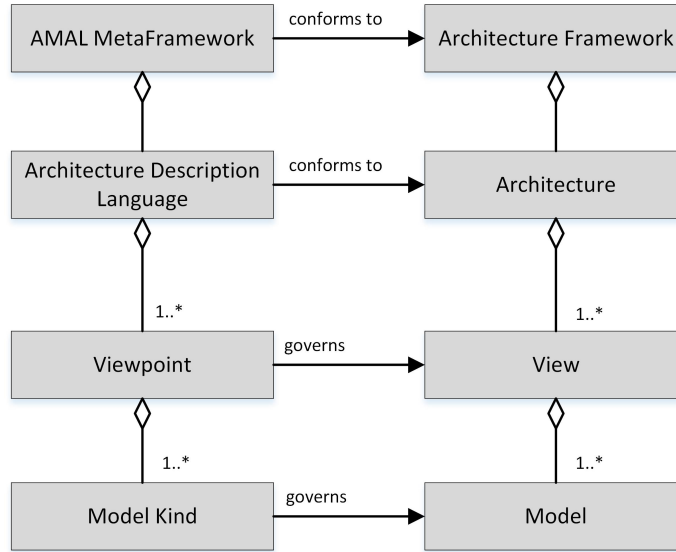 AMAL MetaFramework
conforms to
Architecture Framework
Architecture Description
Language
conforms to
Architecture
1..*
1..*
Viewpoint
governs
View
1..*
1..*
Model Kind
governs
Model